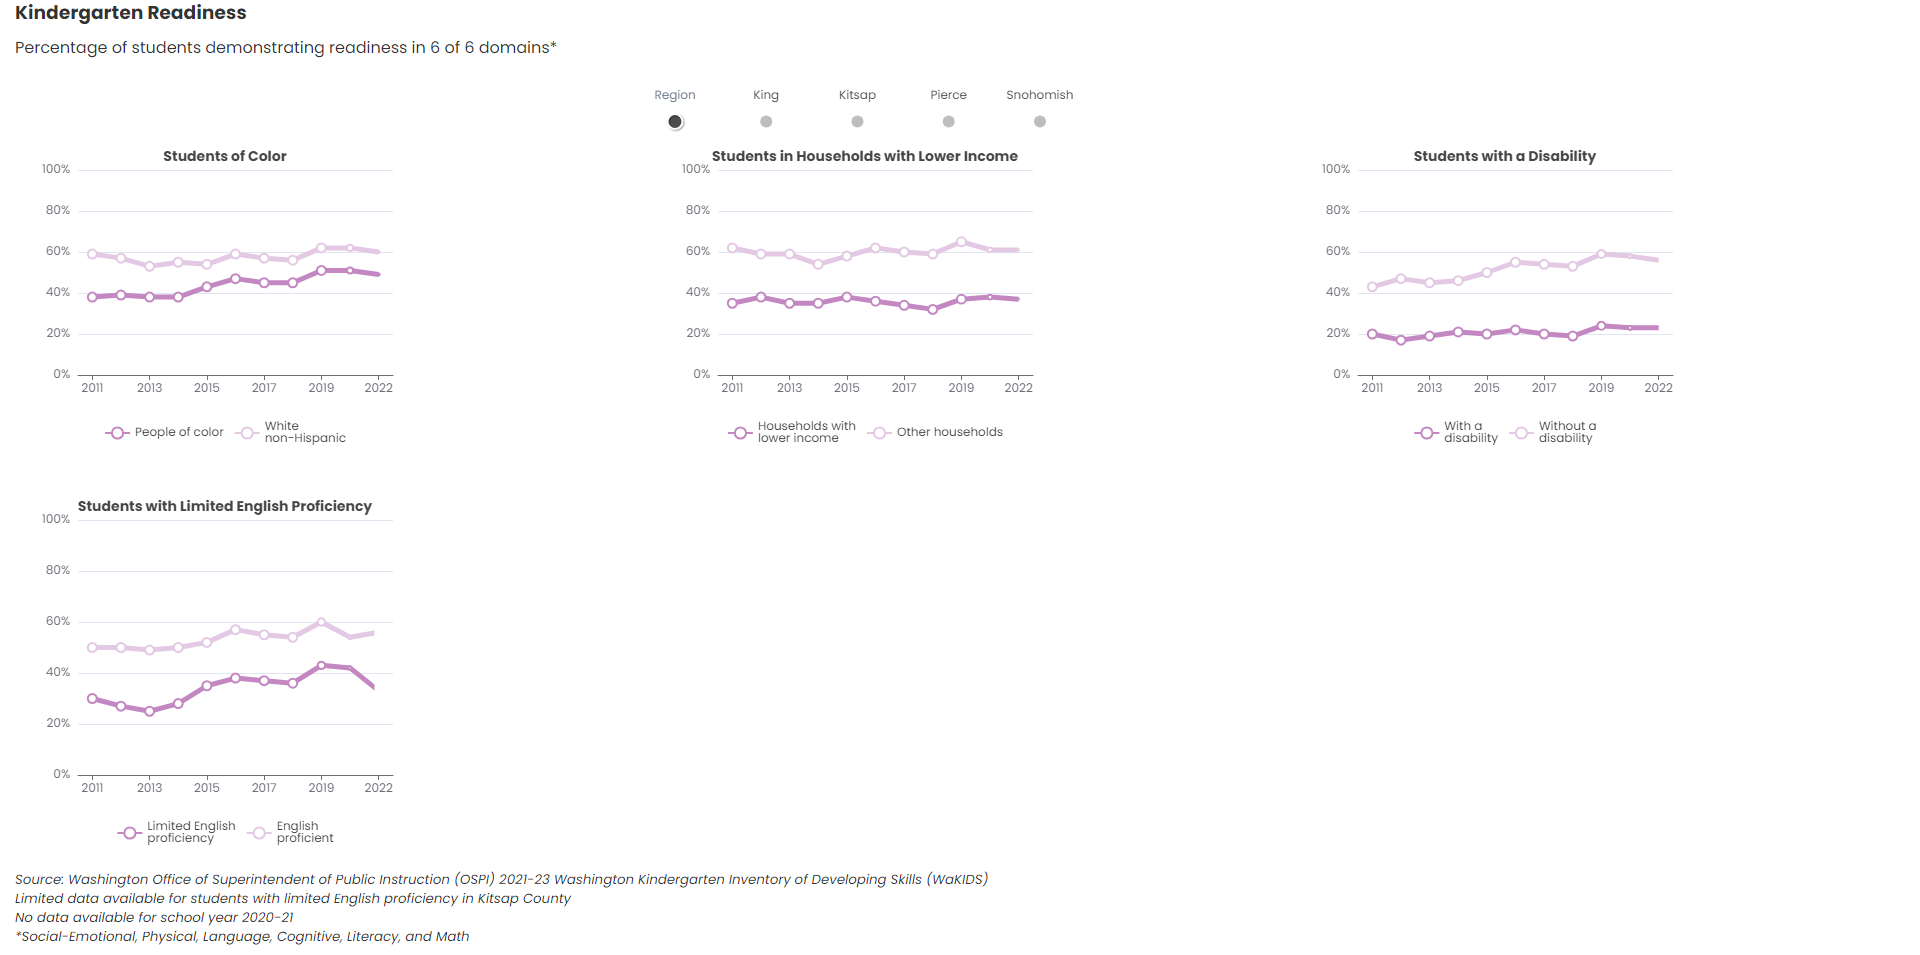 Kindergarten Readiness
Percentage of students demonstrating readiness in 6 of 6 domains*
Region King Kitsap Pierce Snohomish
Students of Color
100%
80%
60%
40%
20%
0%
2011 2013 2015 2017 2019 2022
People of color White
non-Hispanic
Students in Households with Lower Income
100%
80%
60%
40%
20%
0%
2011 2013 2015 2017 2019 2022
Households with
lower income Other households
Students with a Disability
100%
80%
60%
40%
20%
0%
2011 2013 2015 2017 2019 2022
With a
disability Without a
disability
Students with Limited English Proficiency
100%
80%
60%
40%
20%
0%
2011 2013 2015 2017 2019 2022
Limited English
proficiency English
proficient
Source: Washington Office of Superintendent of Public Instruction (OSPI) 2021-23 Washington Kindergarten Inventory of Developing Skills (WaKIDS)
Limited data available for students with limited English proficiency in Kitsap County
No data available for school year 2020-21
*Social-Emotional, Physical, Language, Cognitive, Literacy, and Math